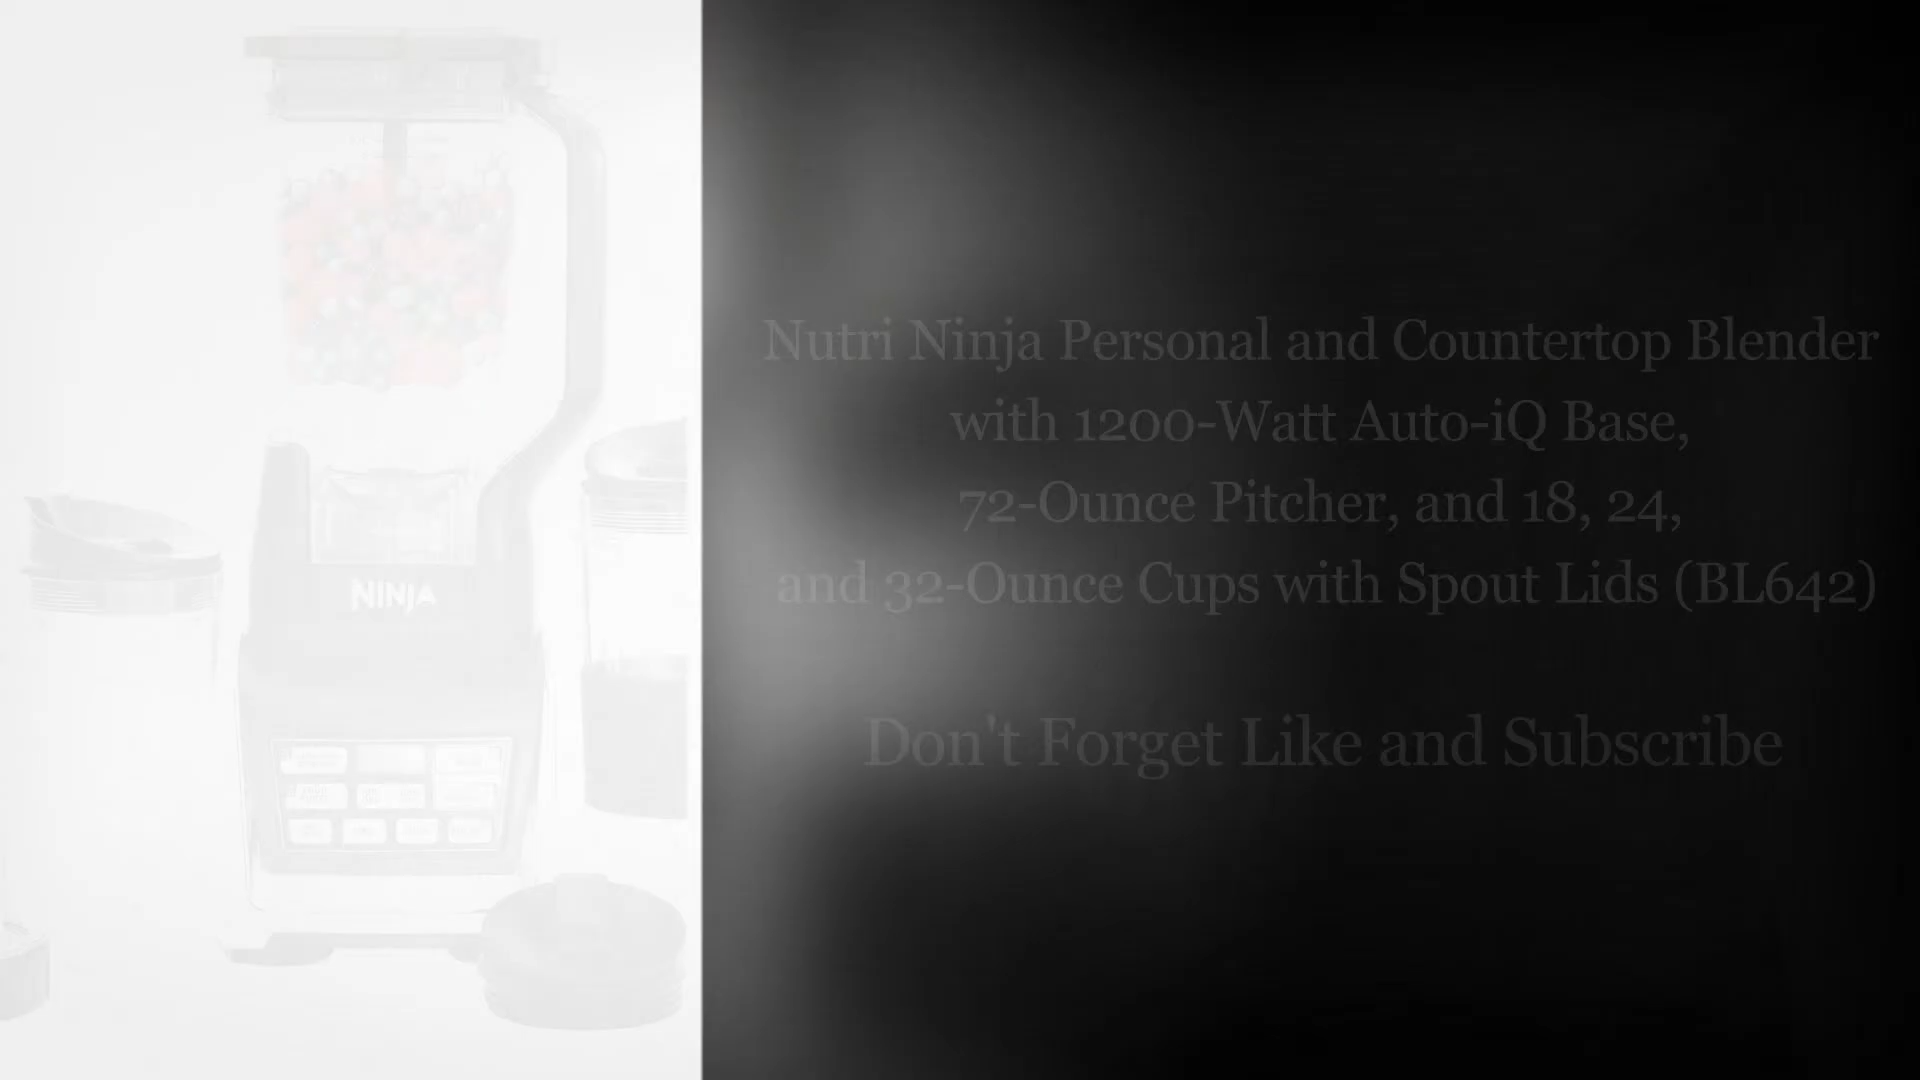 NINJA
Nutri Ninja Personal and Countertop Blender
with 1200-Watt Auto-iQ Base,
72-Ounce Pitcher, and 18, 24,
and 32-Ounce Cups with Spout Lids (BL642)
Don't Forget Like and Subscribe